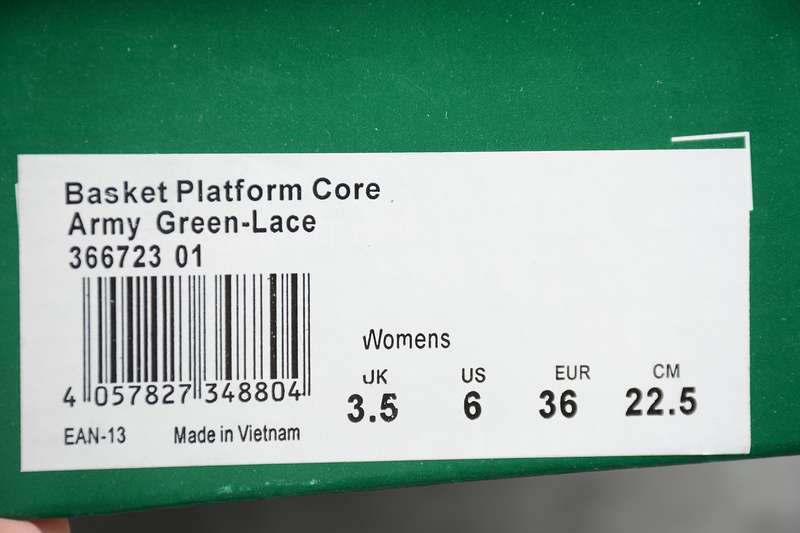 Basket Platform Core
Army Green-Lace
366723 01
4 057827 348804
EAN-13 Made in Vietnam
Womens
UK US EUR CM
3.5 6 36 22.5